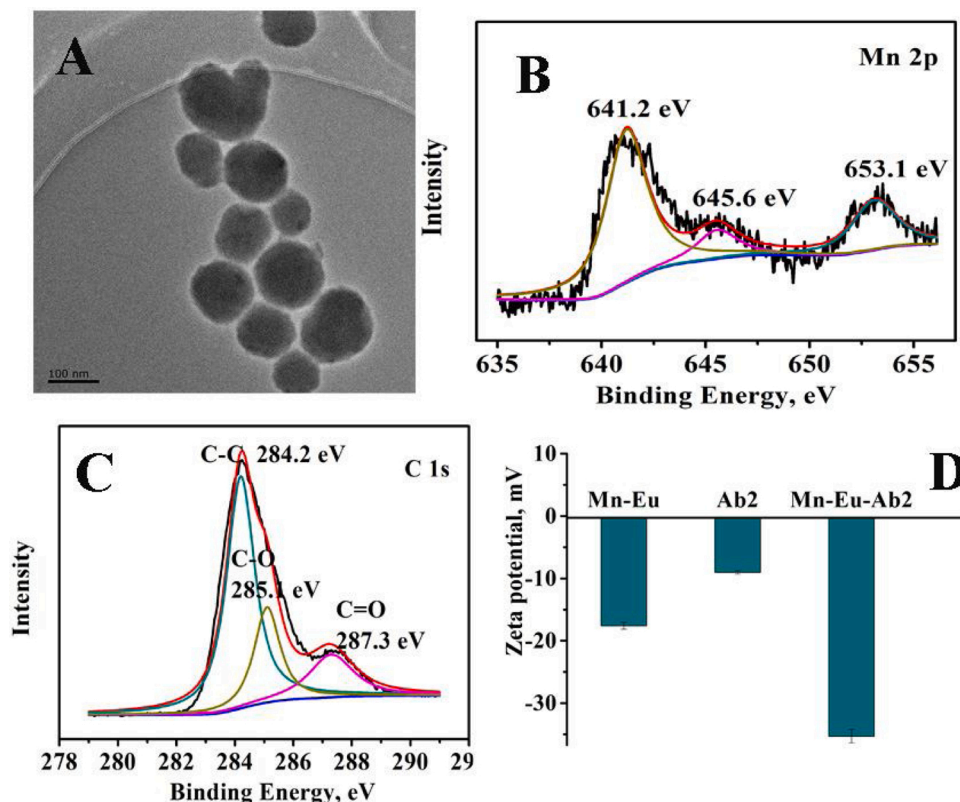 A
100 nm
B
Mn 2p
641.2 eV
645.6 eV
653.1 eV
Intensity
635 640 645 650 655
Binding Energy, eV
C
C 1s
C-C 284.2 eV
C-O
285.1 eV
C=O
287.3 eV
Intensity
278 280 282 284 286 288 290 29
Binding Energy, eV
D
Mn-Eu Ab2 Mn-Eu-Ab2
Zeta potential, mV
10
0
-10
-20
-30